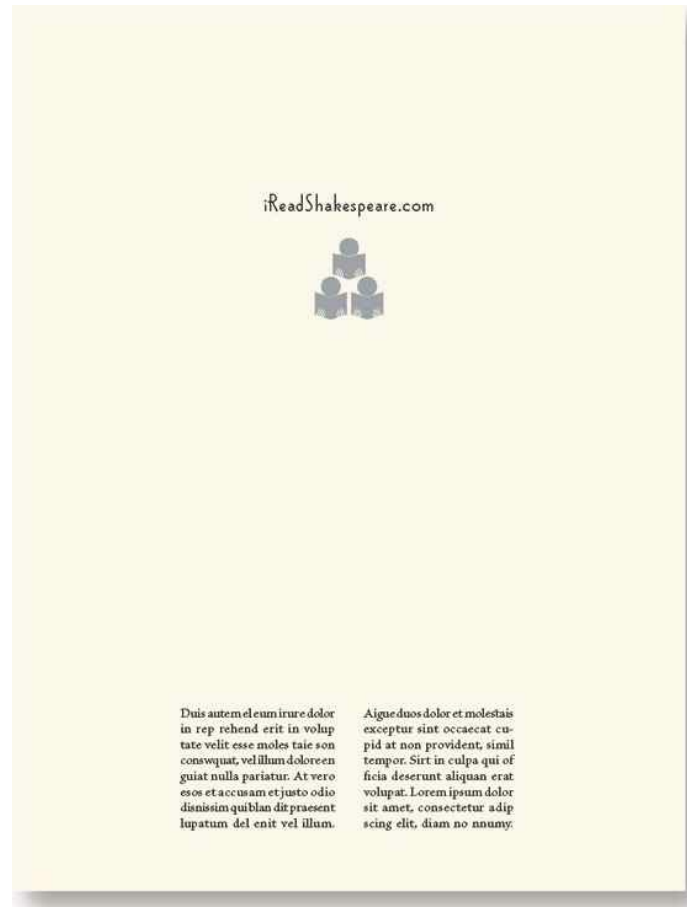 iReadShakespeare.com
Duis autem el eum irure dolor
in rep rehend erit in volup
tate velit esse moles taie son
conswquat, vel illum dolore en
guiat nulla pariatur. At vero
esos et accusam et justo odio
disnissim qui blan dit praesent
lupatum del enit vel illum.
Aigue duos dolor et molestais
exceptur sint occaecat cu-
pid at non provident, simil
tempor. Sirt in culpa qui of
ficia deserunt aliquan erat
volupat. Lorem ipsum dolor
sit amet, consectetur adip
scing elit, diam no nnumy.